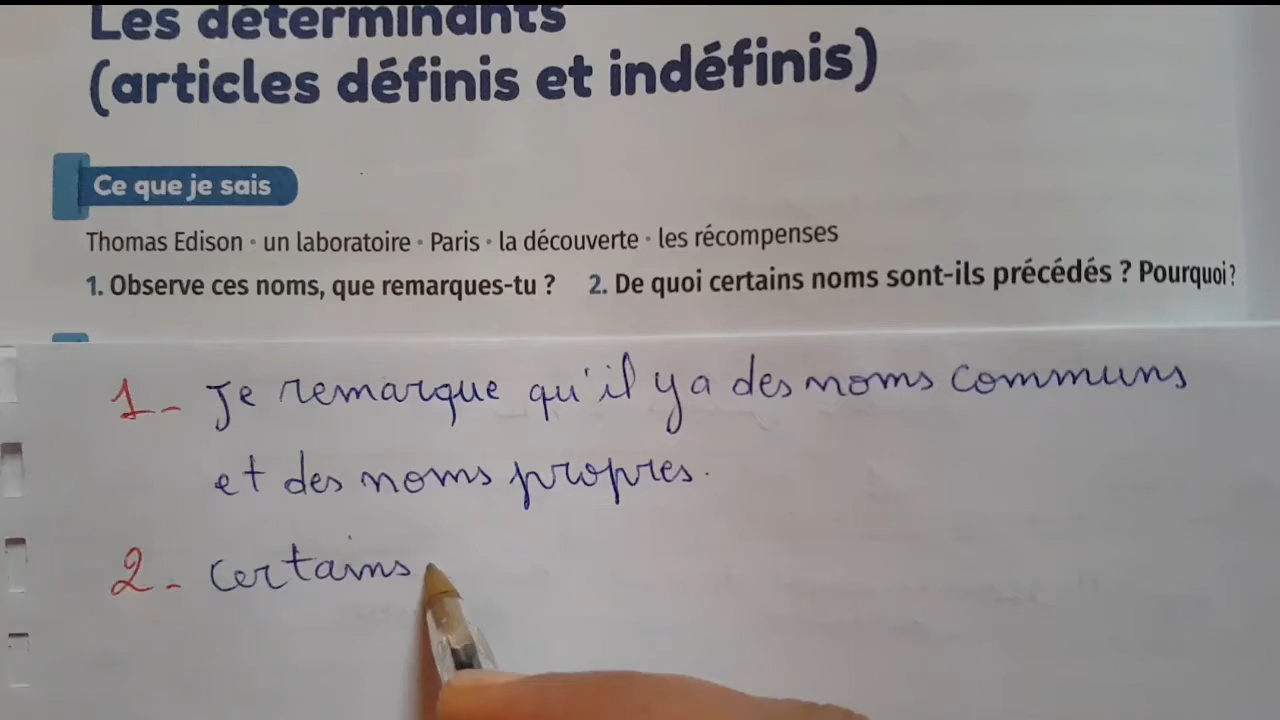 Les déterminants
(articles définis et indéfinis)
Ce que je sais
Thomas Edison • un laboratoire • Paris • la découverte • les récompenses
1. Observe ces noms, que remarques-tu ? 2. De quoi certains noms sont-ils précédés ? Pourquoi?
1- Je remarque qu'il y a des noms communs
et des noms propres.
2- certains